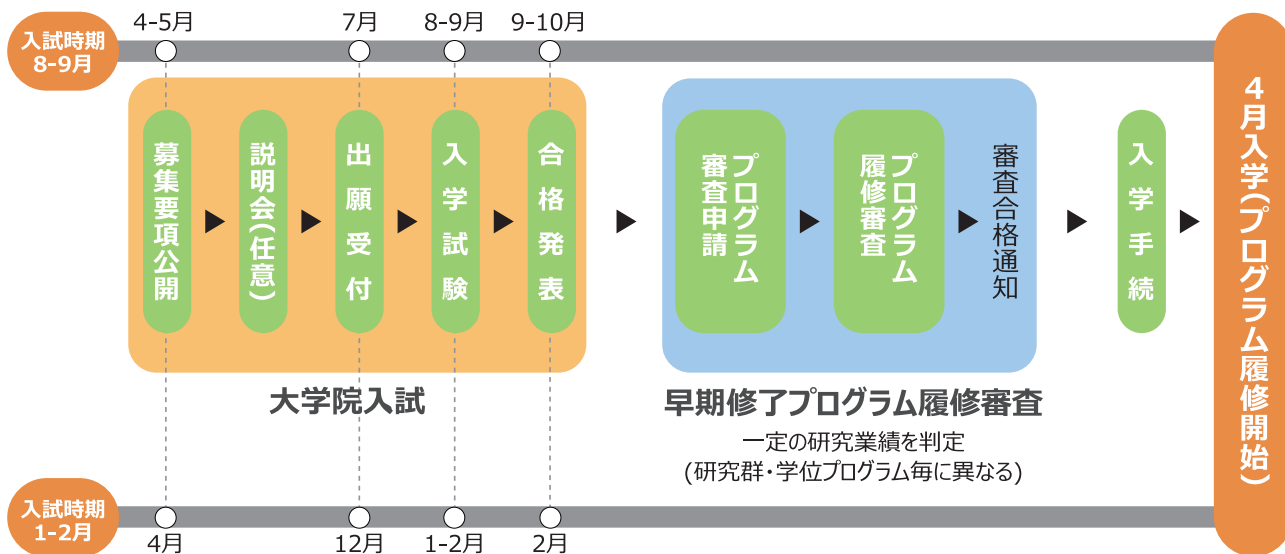 入試時期
8-9月
4-5月
7月
8-9月
9-10月
募集要項公開
説明会(任意)
出願受付
入学試験
合格発表
プログラム
審査申請
プログラム
履修審査
審査合格通知
入学手続
4月入学(プログラム履修開始)
大学院入試
早期修了プログラム履修審査
一定の研究業績を判定
(研究群・学位プログラム毎に異なる)
入試時期
1-2月
4月
12月
1-2月
2月